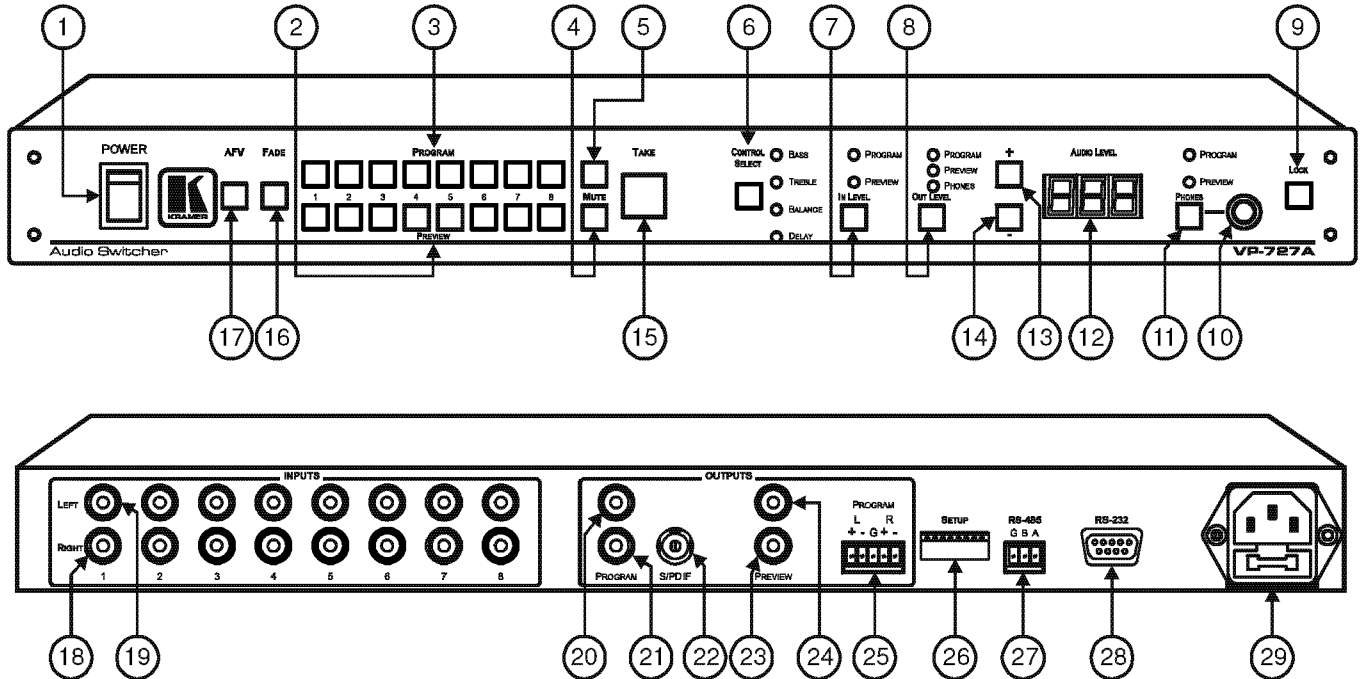 1 2 3 4 5 6 7 8 9
POWER AFV FADE PROGRAM TAKE CONTROL SELECT BASS PROGRAM PROGRAM + AUDIO LEVEL PROGRAM LOCK
PREVIEW PREVIEW
KRAMER 1 2 3 4 5 6 7 8 MUTE TREBLE PREVIEW PHONES PHONES
BALANCE IN LEVEL OUT LEVEL
PREVIEW DELAY -
Audio Switcher VP-727A
17 16 15 14 13 12 11 10
INPUTS OUTPUTS
LEFT PROGRAM SETUP RS-485 RS-232
L R G B A
+ - G + -
RIGHT
1 2 3 4 5 6 7 8 PROGRAN S/PDIF PREVIEW
18 19 20 21 22 23 24 25 26 27 28 29